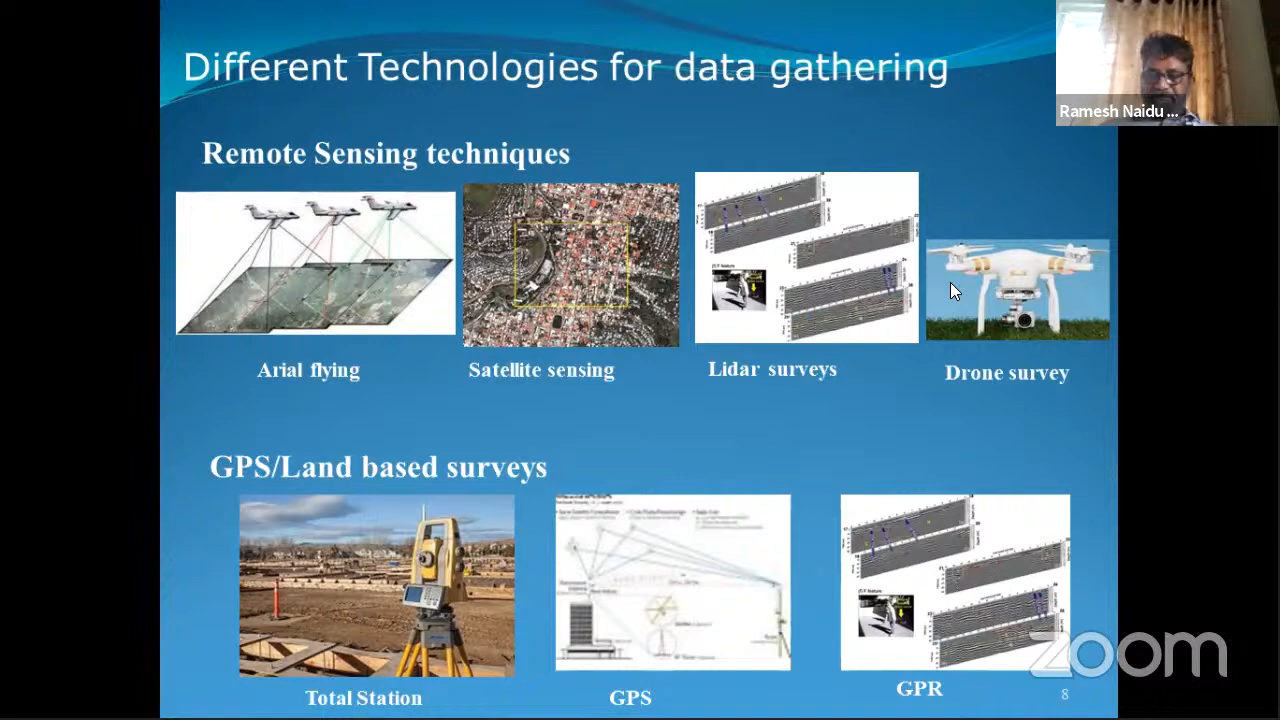 Different Technologies for data gathering
Ramesh Naidu ...
Remote Sensing techniques
Arial flying
Satellite sensing
Lidar surveys
Drone survey
GPS/Land based surveys
Total Station
GPS
GPR
zoom
8